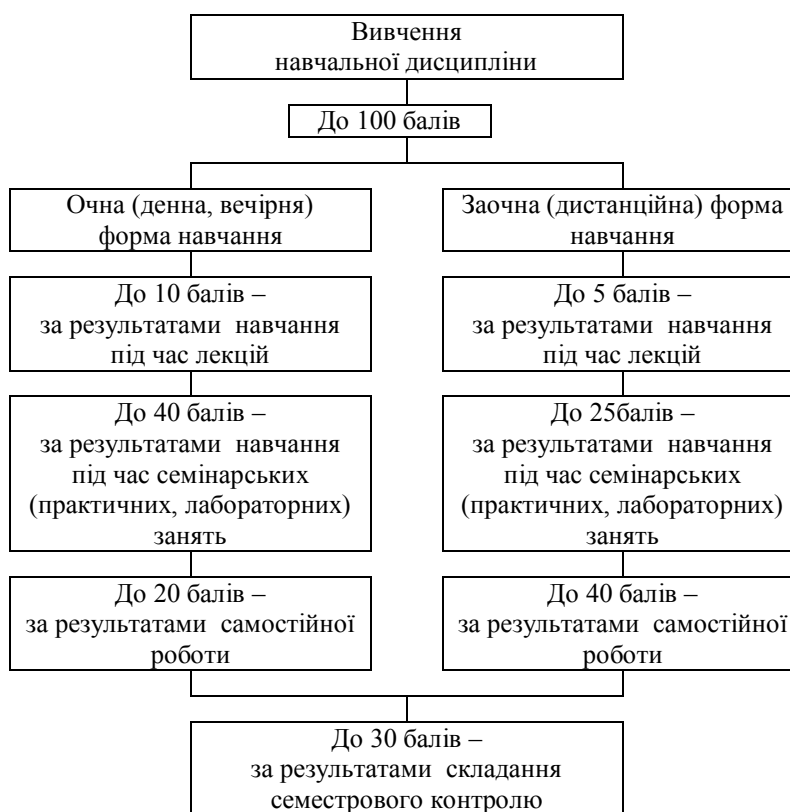 Вивчення
навчальної дисципліни
До 100 балів
Очна (денна, вечірня)
форма навчання
Заочна (дистанційна) форма
навчання
До 10 балів –
за результатами навчання
під час лекцій
До 5 балів –
за результатами навчання
під час лекцій
До 40 балів –
за результатами навчання
під час семінарських
(практичних, лабораторних)
занять
До 25балів –
за результатами навчання
під час семінарських
(практичних, лабораторних)
занять
До 20 балів –
за результатами самостійної
роботи
До 40 балів –
за результатами самостійної
роботи
До 30 балів –
за результатами складання
семестрового контролю